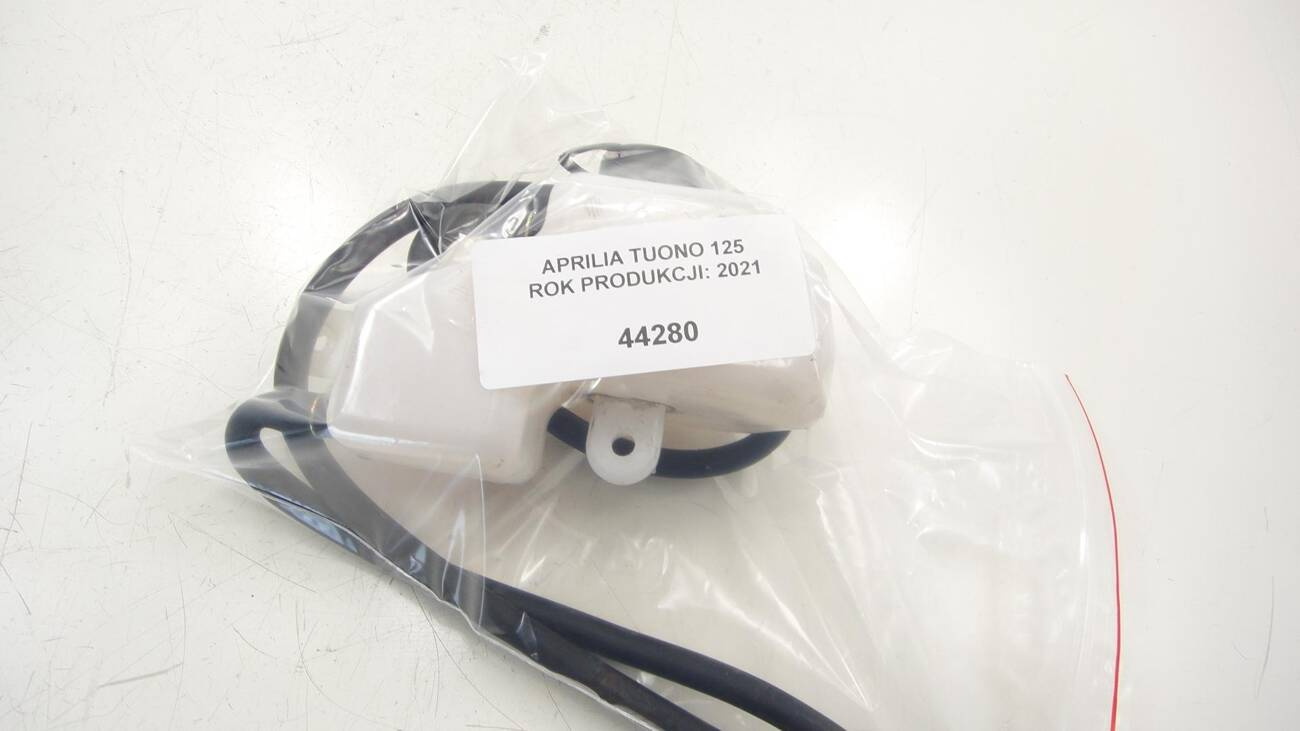 APRILIA TUONO 125
ROK PRODUKCJI: 2021
44280